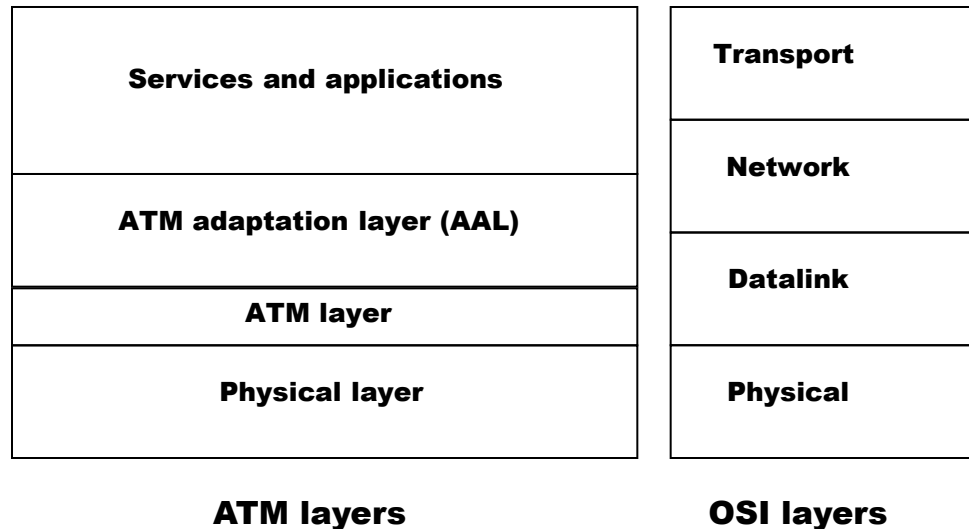 Services and applications
ATM adaptation layer (AAL)
ATM layer
Physical layer
ATM layers
Transport
Network
Datalink
Physical
OSI layers